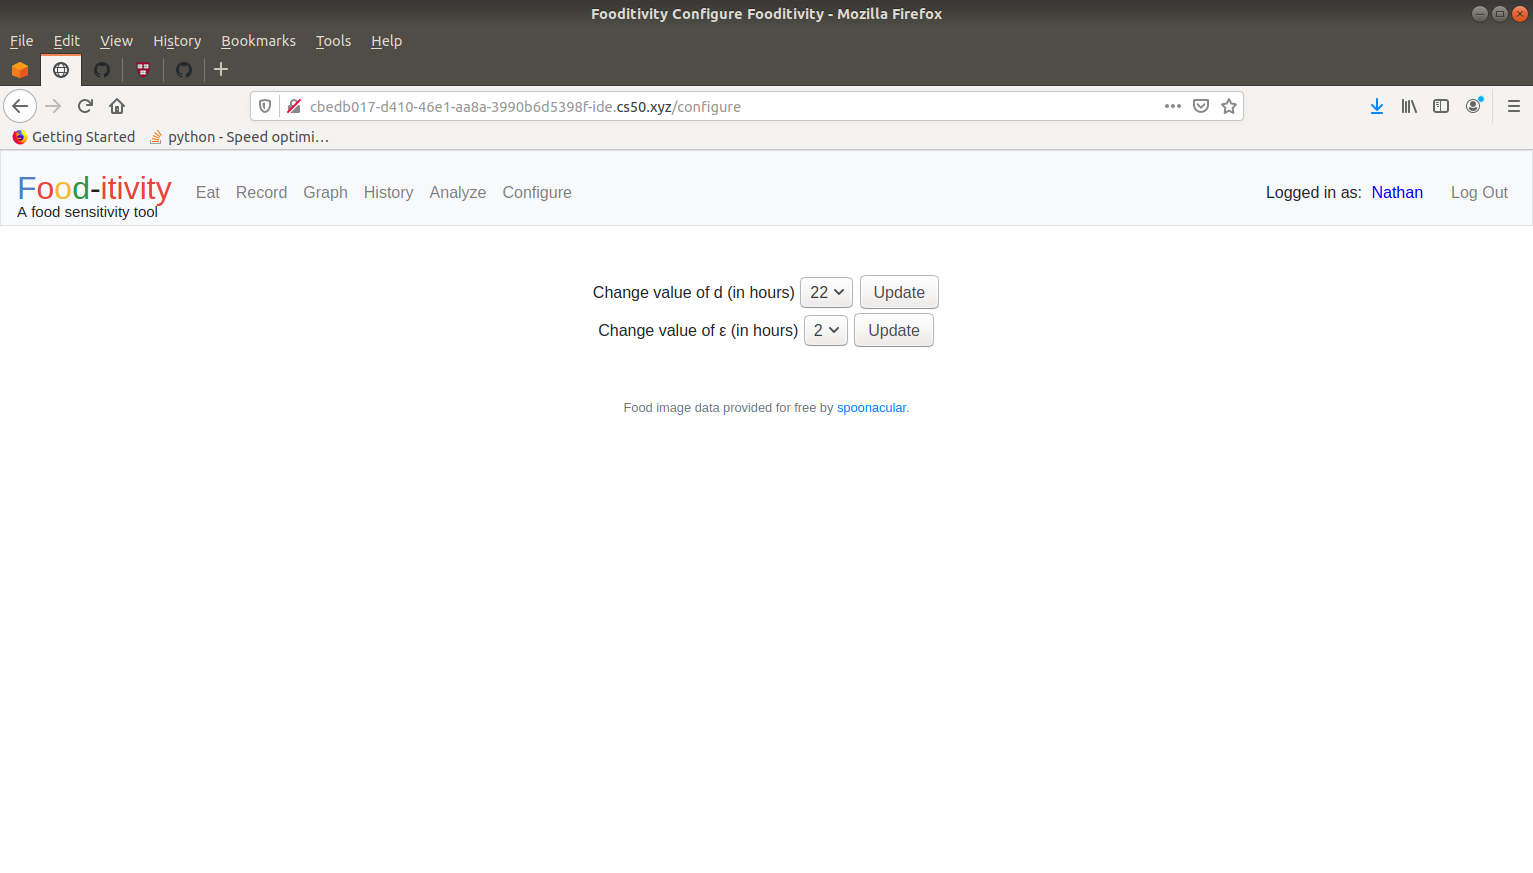 Fooditivity Configure Fooditivity - Mozilla Firefox
File Edit View History Bookmarks Tools Help
cbedb017-d410-46e1-aa8a-3990b6d5398f-ide.cs50.xyz/configure
Getting Started python - Speed optimi...
Food-itivity Eat Record Graph History Analyze Configure Logged in as: Nathan Log Out
A food sensitivity tool
Change value of d (in hours) 22 Update
Change value of ε (in hours) 2 Update
Food image data provided for free by spoonacular.